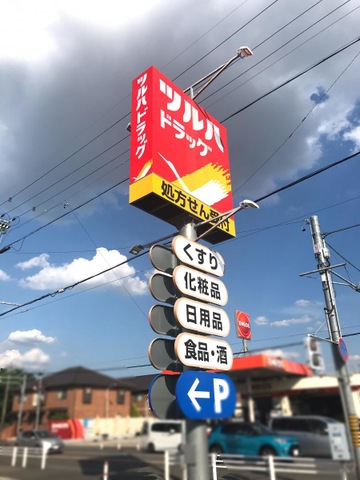 ツルハドラッグ
ツルハ
ドラッグ
処方せん受付
くすり
化粧品
日用品
食品・酒
←P